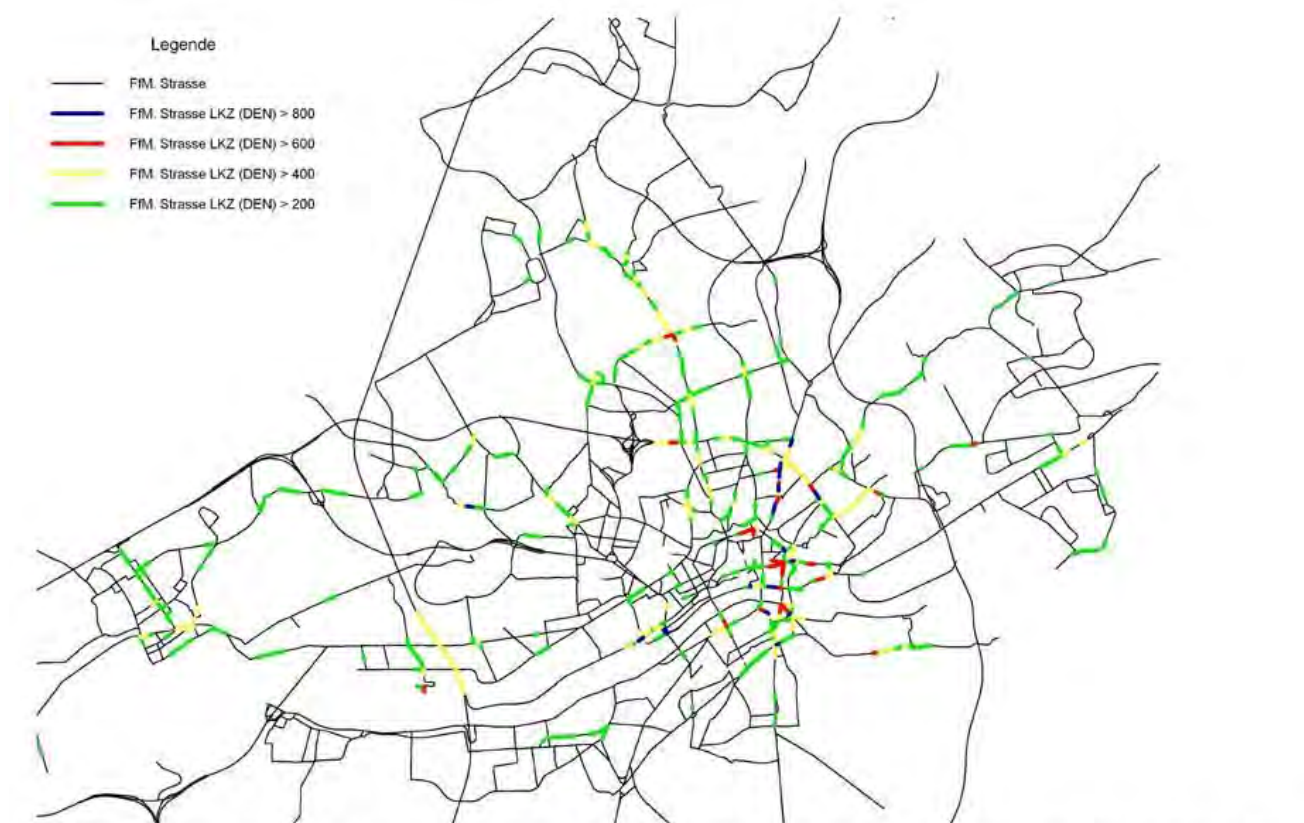 Legende
FfM. Strasse
FfM. Strasse LKZ (DEN) > 800
FfM. Strasse LKZ (DEN) > 600
FfM. Strasse LKZ (DEN) > 400
FfM. Strasse LKZ (DEN) > 200